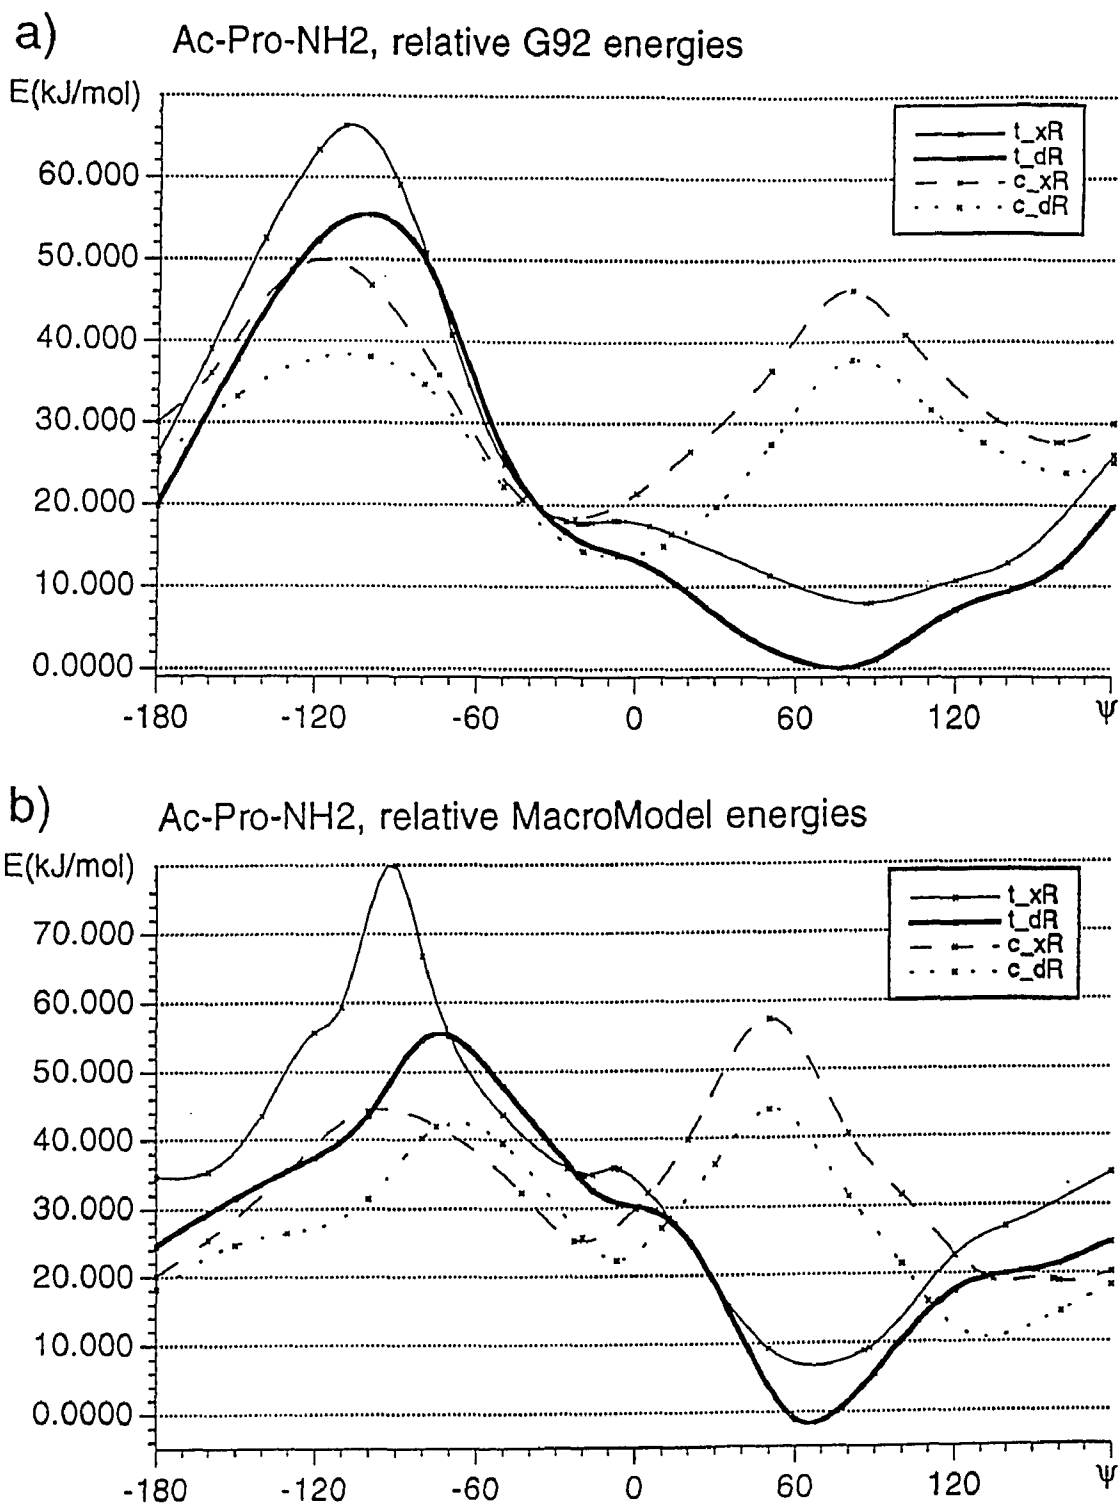 a)
Ac-Pro-NH2, relative G92 energies
E(kJ/mol)
t_xR
t_dR
c_xR
c_dR
60.000
50.000
40.000
30.000
20.000
10.000
0.0000
-180 -120 -60 0 60 120 ψ
b)
Ac-Pro-NH2, relative MacroModel energies
E(kJ/mol)
t_xR
t_dR
c_xR
c_dR
70.000
60.000
50.000
40.000
30.000
20.000
10.000
0.0000
-180 -120 -60 0 60 120 ψ